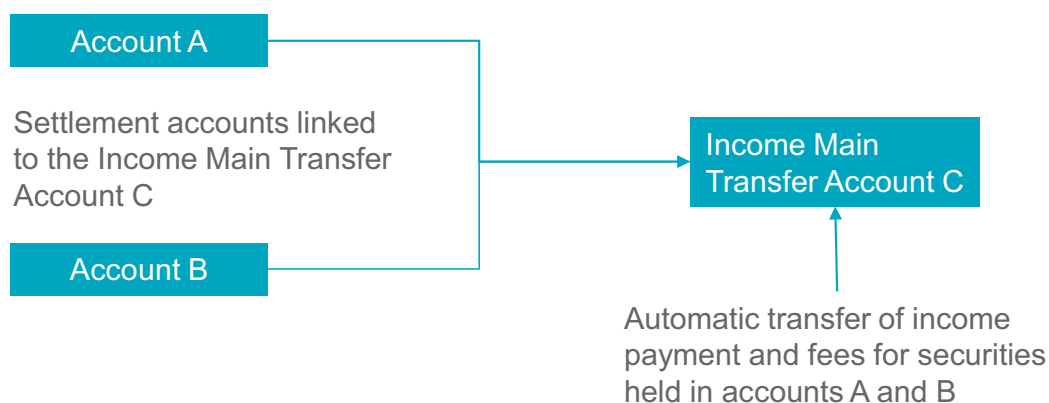 Account A
Settlement accounts linked
to the Income Main Transfer
Account C
Account B
Income Main
Transfer Account C
Automatic transfer of income
payment and fees for securities
held in accounts A and B